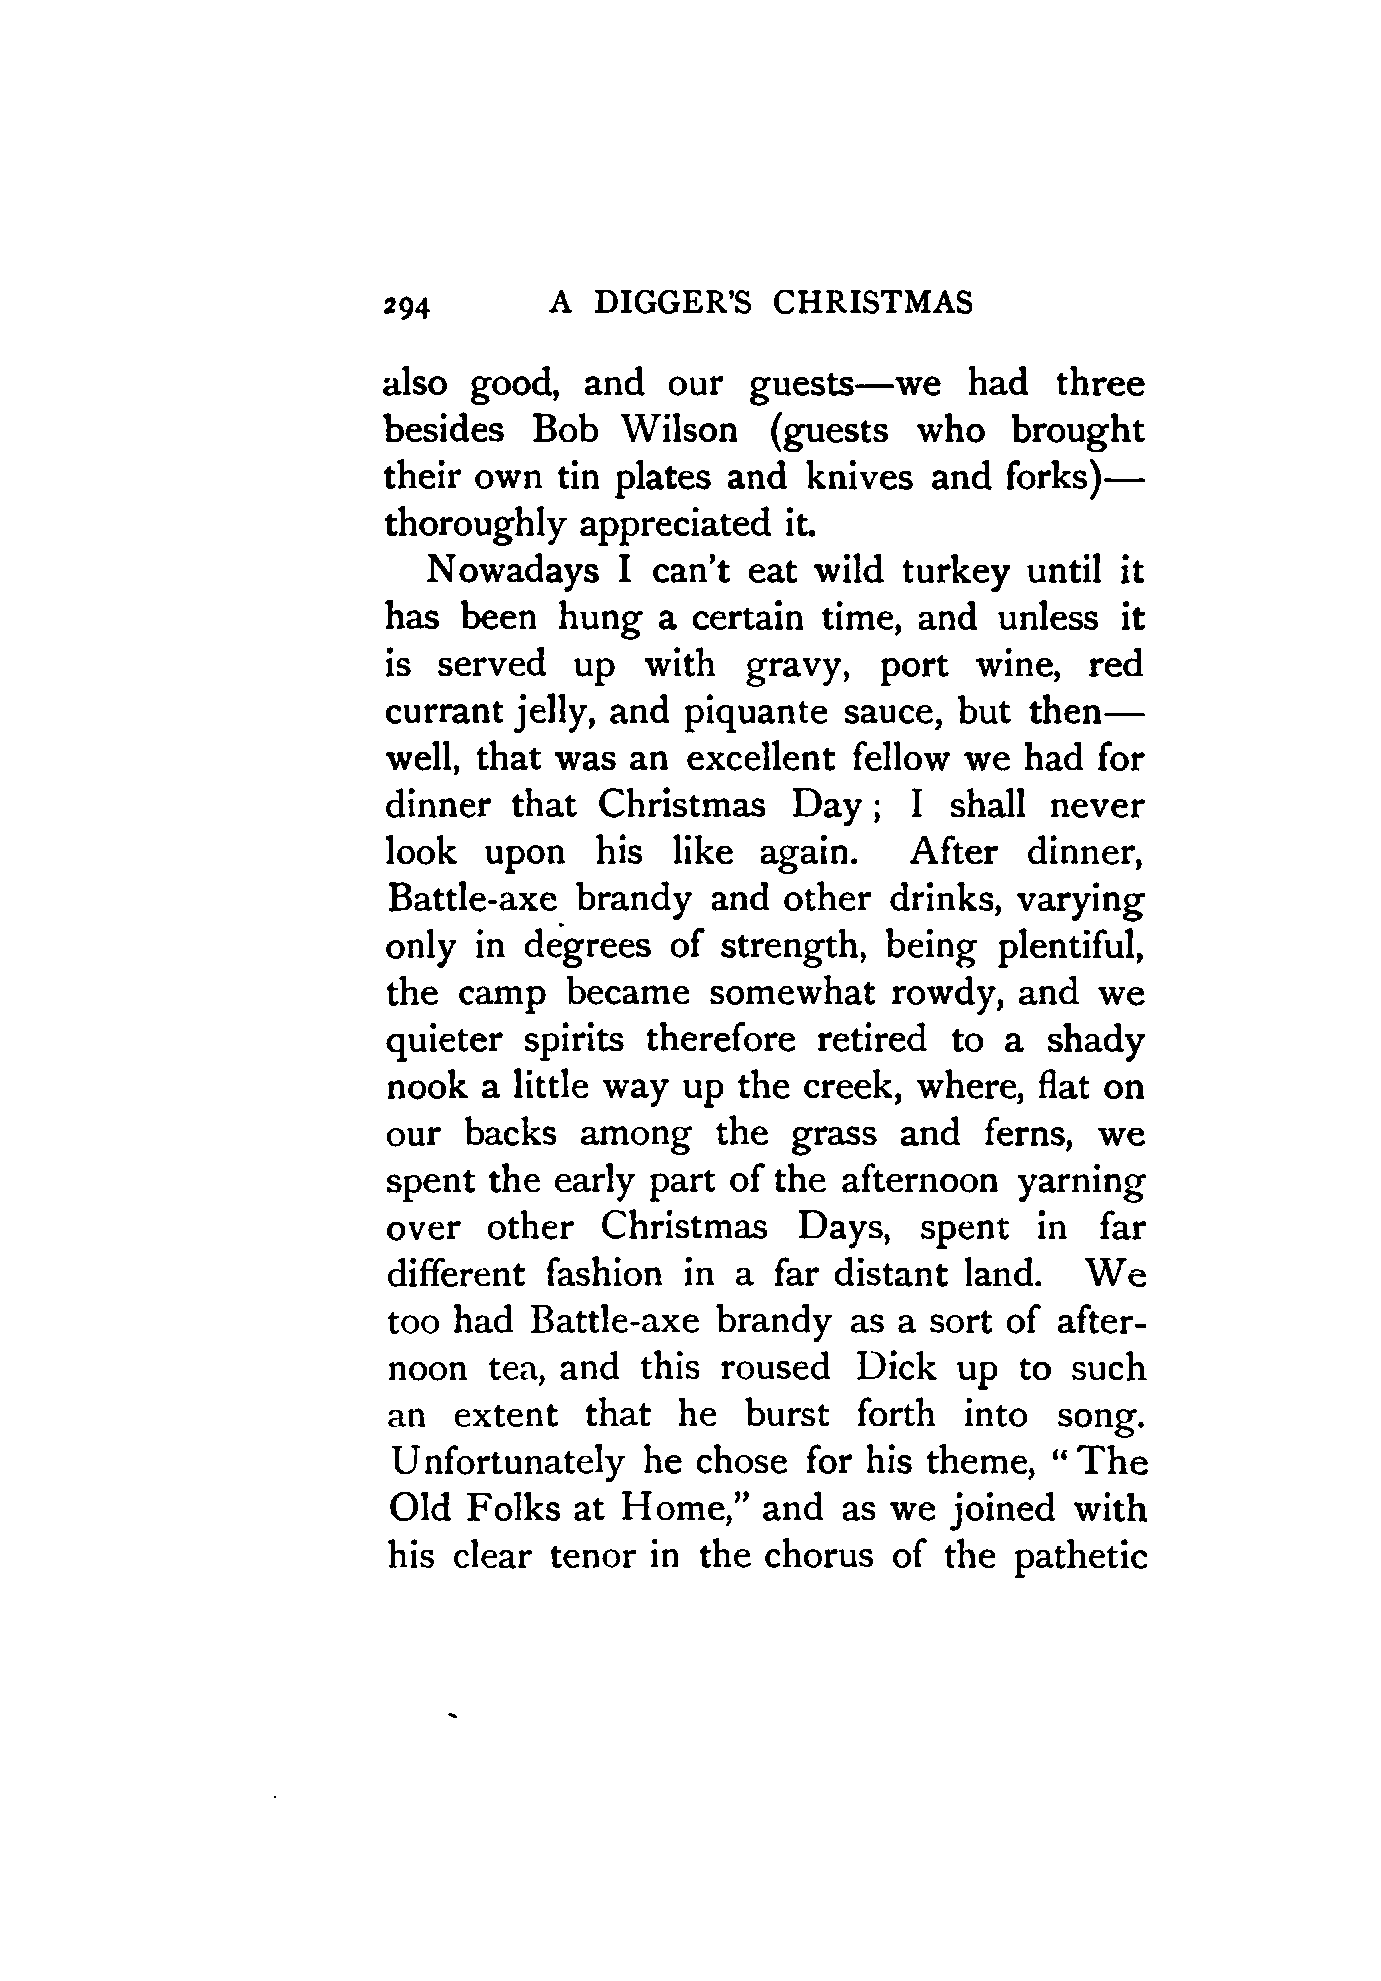 294 A DIGGER'S CHRISTMAS
also good, and our guests—we had three
besides Bob Wilson (guests who brought
their own tin plates and knives and forks)—
thoroughly appreciated it.
Nowadays I can't eat wild turkey until it
has been hung a certain time, and unless it
is served up with gravy, port wine, red
currant jelly, and piquante sauce, but then—
well, that was an excellent fellow we had for
dinner that Christmas Day; I shall never
look upon his like again. After dinner,
Battle-axe brandy and other drinks, varying
only in degrees of strength, being plentiful,
the camp became somewhat rowdy, and we
quieter spirits therefore retired to a shady
nook a little way up the creek, where, flat on
our backs among the grass and ferns, we
spent the early part of the afternoon yarning
over other Christmas Days, spent in far
different fashion in a far distant land. We
too had Battle-axe brandy as a sort of after-
noon tea, and this roused Dick up to such
an extent that he burst forth into song.
Unfortunately he chose for his theme, "The
Old Folks at Home," and as we joined with
his clear tenor in the chorus of the pathetic